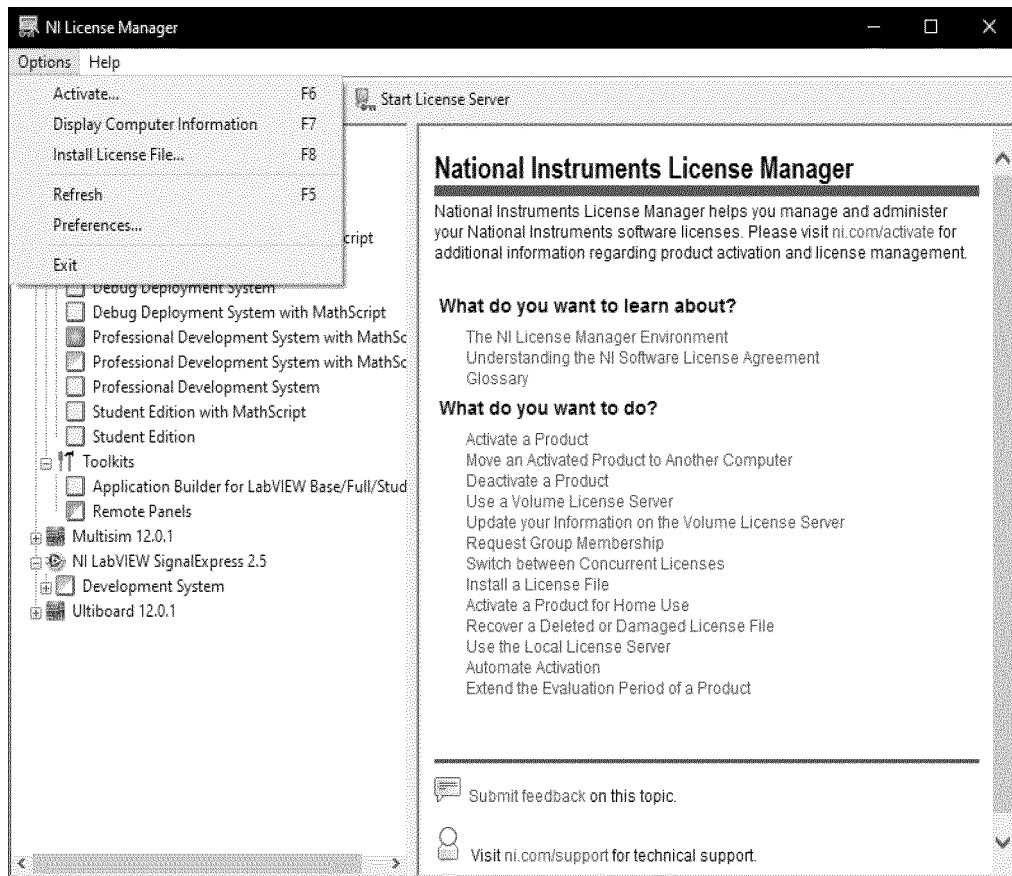 NI License Manager
Options Help
Activate... F6
Display Computer Information F7
Install License File... F8
Refresh F5
Preferences...
Exit
Start License Server
cript
Debug Deployment System
Debug Deployment System with MathScript
Professional Development System with MathSc
Professional Development System with MathSc
Professional Development System
Student Edition with MathScript
Student Edition
Toolkits
Application Builder for LabVIEW Base/Full/Stud
Remote Panels
Multisim 12.0.1
NI LabVIEW SignalExpress 2.5
Development System
Ultiboard 12.0.1
National Instruments License Manager
National Instruments License Manager helps you manage and administer
your National Instruments software licenses. Please visit ni.com/activate for
additional information regarding product activation and license management.
What do you want to learn about?
The NI License Manager Environment
Understanding the NI Software License Agreement
Glossary
What do you want to do?
Activate a Product
Move an Activated Product to Another Computer
Deactivate a Product
Use a Volume License Server
Update your Information on the Volume License Server
Request Group Membership
Switch between Concurrent Licenses
Install a License File
Activate a Product for Home Use
Recover a Deleted or Damaged License File
Use the Local License Server
Automate Activation
Extend the Evaluation Period of a Product
Submit feedback on this topic.
Visit ni.com/support for technical support.